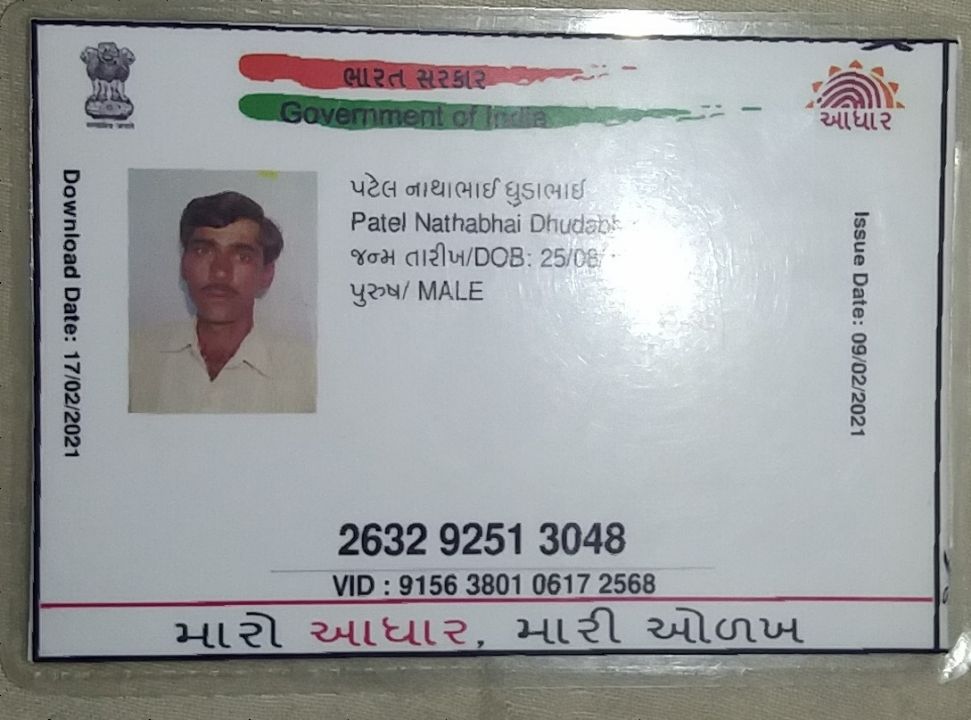 ભારત સરકાર
Government of India
આધાર
પટેલ નાથાભાઈ ધુડાભાઈ
Patel Nathabhai
જન્મ તારીખ/DOB:
પુરુષ/ MALE
Download Date: 17/02/2021
Issue Date: 09/02/2021
2632 9251 3048
VID : 9156 3801 0617 2568
મારો આધાર, મારી ઓળખ